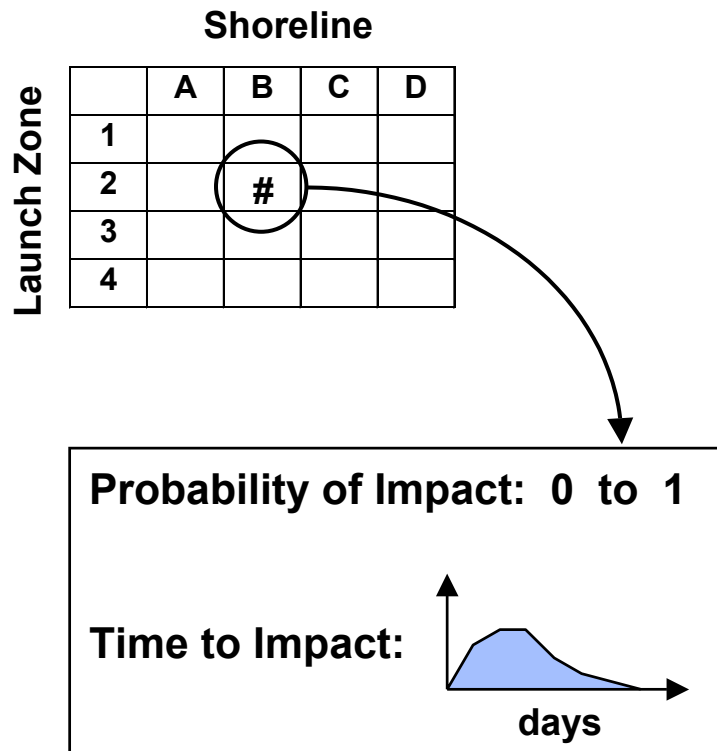 Shoreline
Launch Zone
A B C D
1
2 #
3
4
Probability of Impact: 0 to 1
Time to Impact:
days